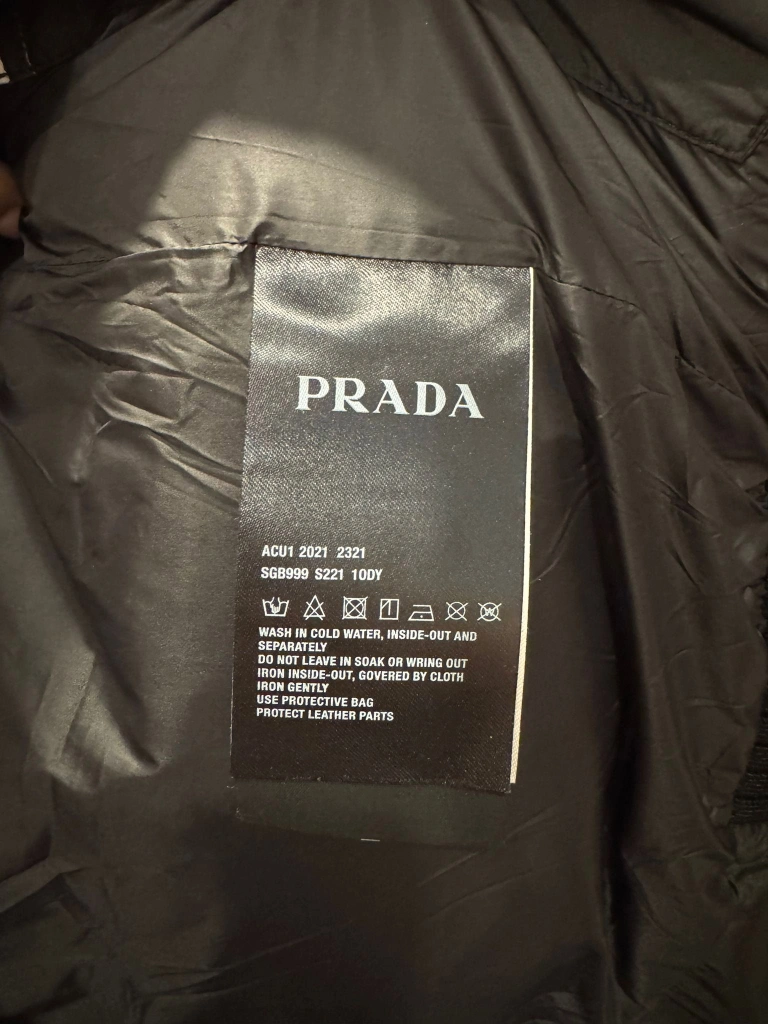 PRADA
ACU1 2021 2321
SGB999 S221 10DY
WASH IN COLD WATER, INSIDE-OUT AND
SEPARATELY
DO NOT LEAVE IN SOAK OR WRING OUT
IRON INSIDE-OUT, GOVERED BY CLOTH
IRON GENTLY
USE PROTECTIVE BAG
PROTECT LEATHER PARTS